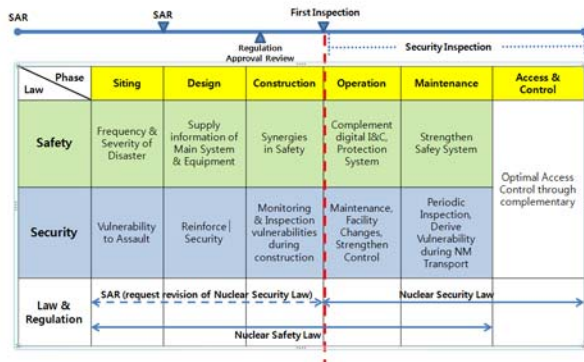 SAR
SAR
First Inspection
Regulation
Approval Review
Security Inspection
Phase
Law
Siting
Design
Construction
Operation
Maintenance
Access &
Control
Safety
Frequency &
Severity of
Disaster
Supply
information of
Main System
& Equipment
Synergies
in Safety
Complement
digital I&C,
Protection
System
Strengthen
Safey System
Optimal Access
Control through
complementary
Security
Vulnerability
to Assault
Reinforce
Security
Monitoring
& Inspection
vulnerabilities
during
construction
Maintenance,
Facility
Changes,
Strengthen
Control
Periodic
Inspection,
Derive
Vulnerability
during NM
Transport
Law &
Regulation
SAR (request revision of Nuclear Security Law)
Nuclear Security Law
Nuclear Safety Law